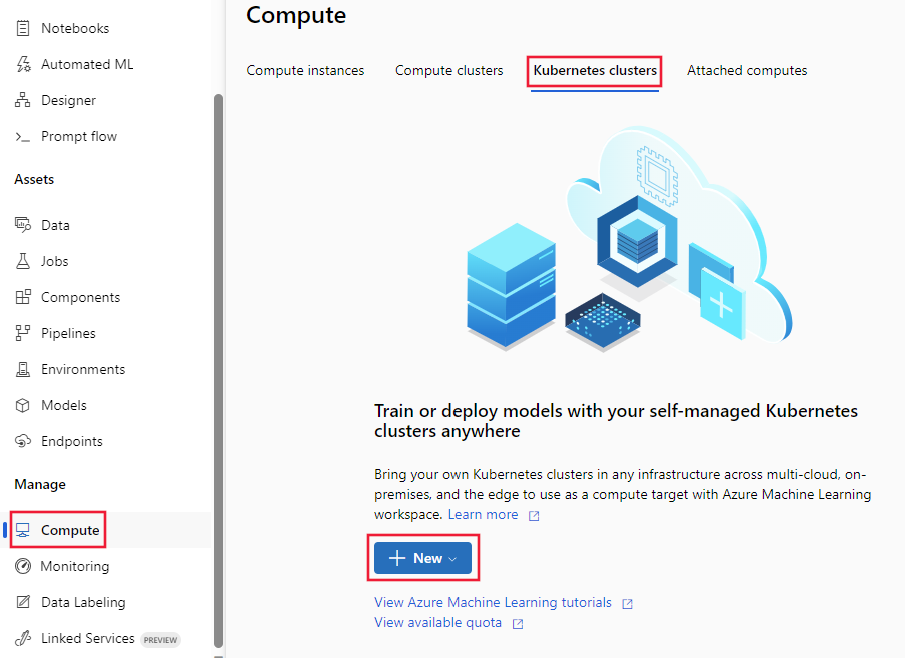 Notebooks
Automated ML
Designer
Prompt flow
Assets
Data
Jobs
Components
Pipelines
Environments
Models
Endpoints
Manage
Compute
Monitoring
Data Labeling
Linked Services PREVIEW
Compute
Compute instances Compute clusters Kubernetes clusters Attached computes
Train or deploy models with your self-managed Kubernetes
clusters anywhere
Bring your own Kubernetes clusters in any infrastructure across multi-cloud, on-
premises, and the edge to use as a compute target with Azure Machine Learning
workspace. Learn more
New
View Azure Machine Learning tutorials
View available quota